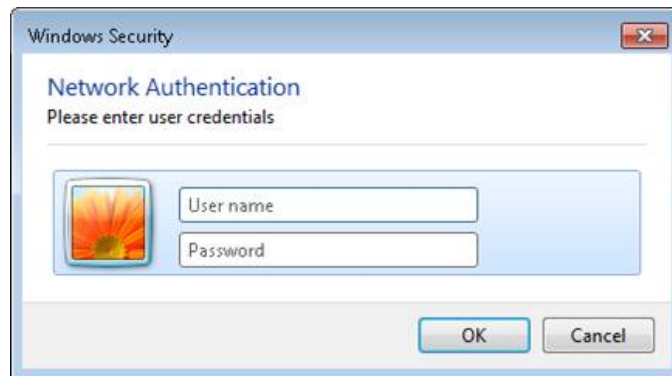 Windows Security
Network Authentication
Please enter user credentials
User name
Password
OK Cancel